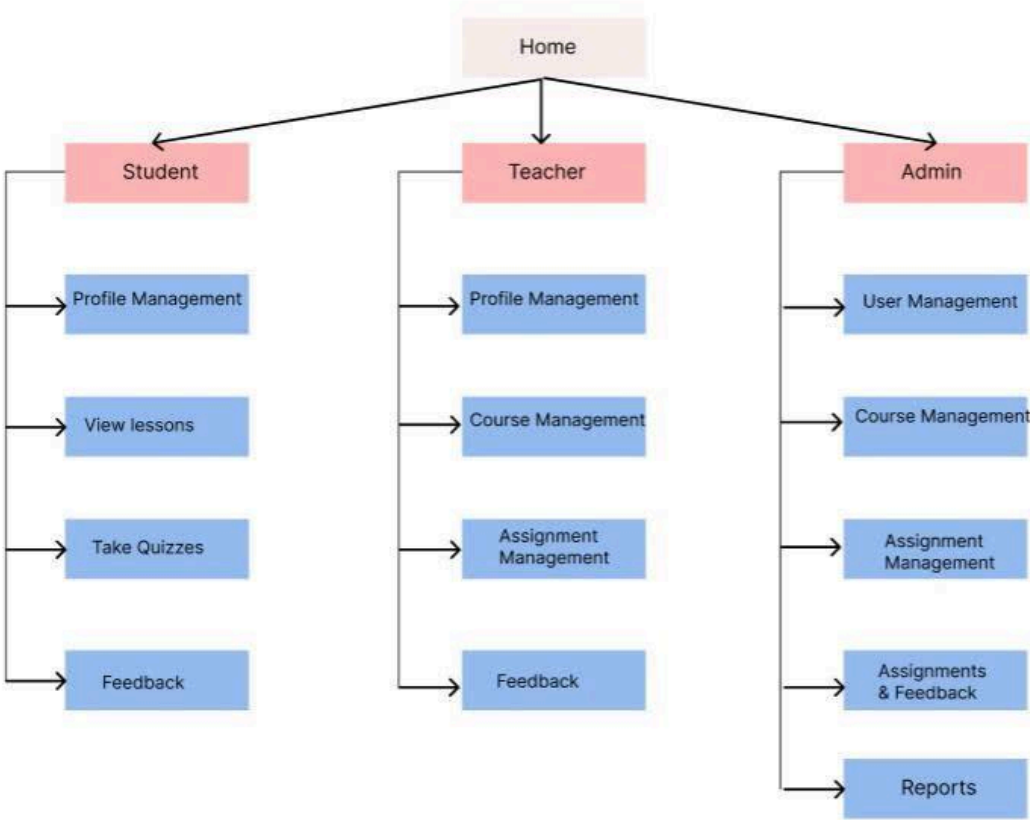 Home
Student
Teacher
Admin
Profile Management
Profile Management
User Management
View lessons
Course Management
Course Management
Take Quizzes
Assignment
Management
Assignment
Management
Feedback
Feedback
Assignments
& Feedback
Reports